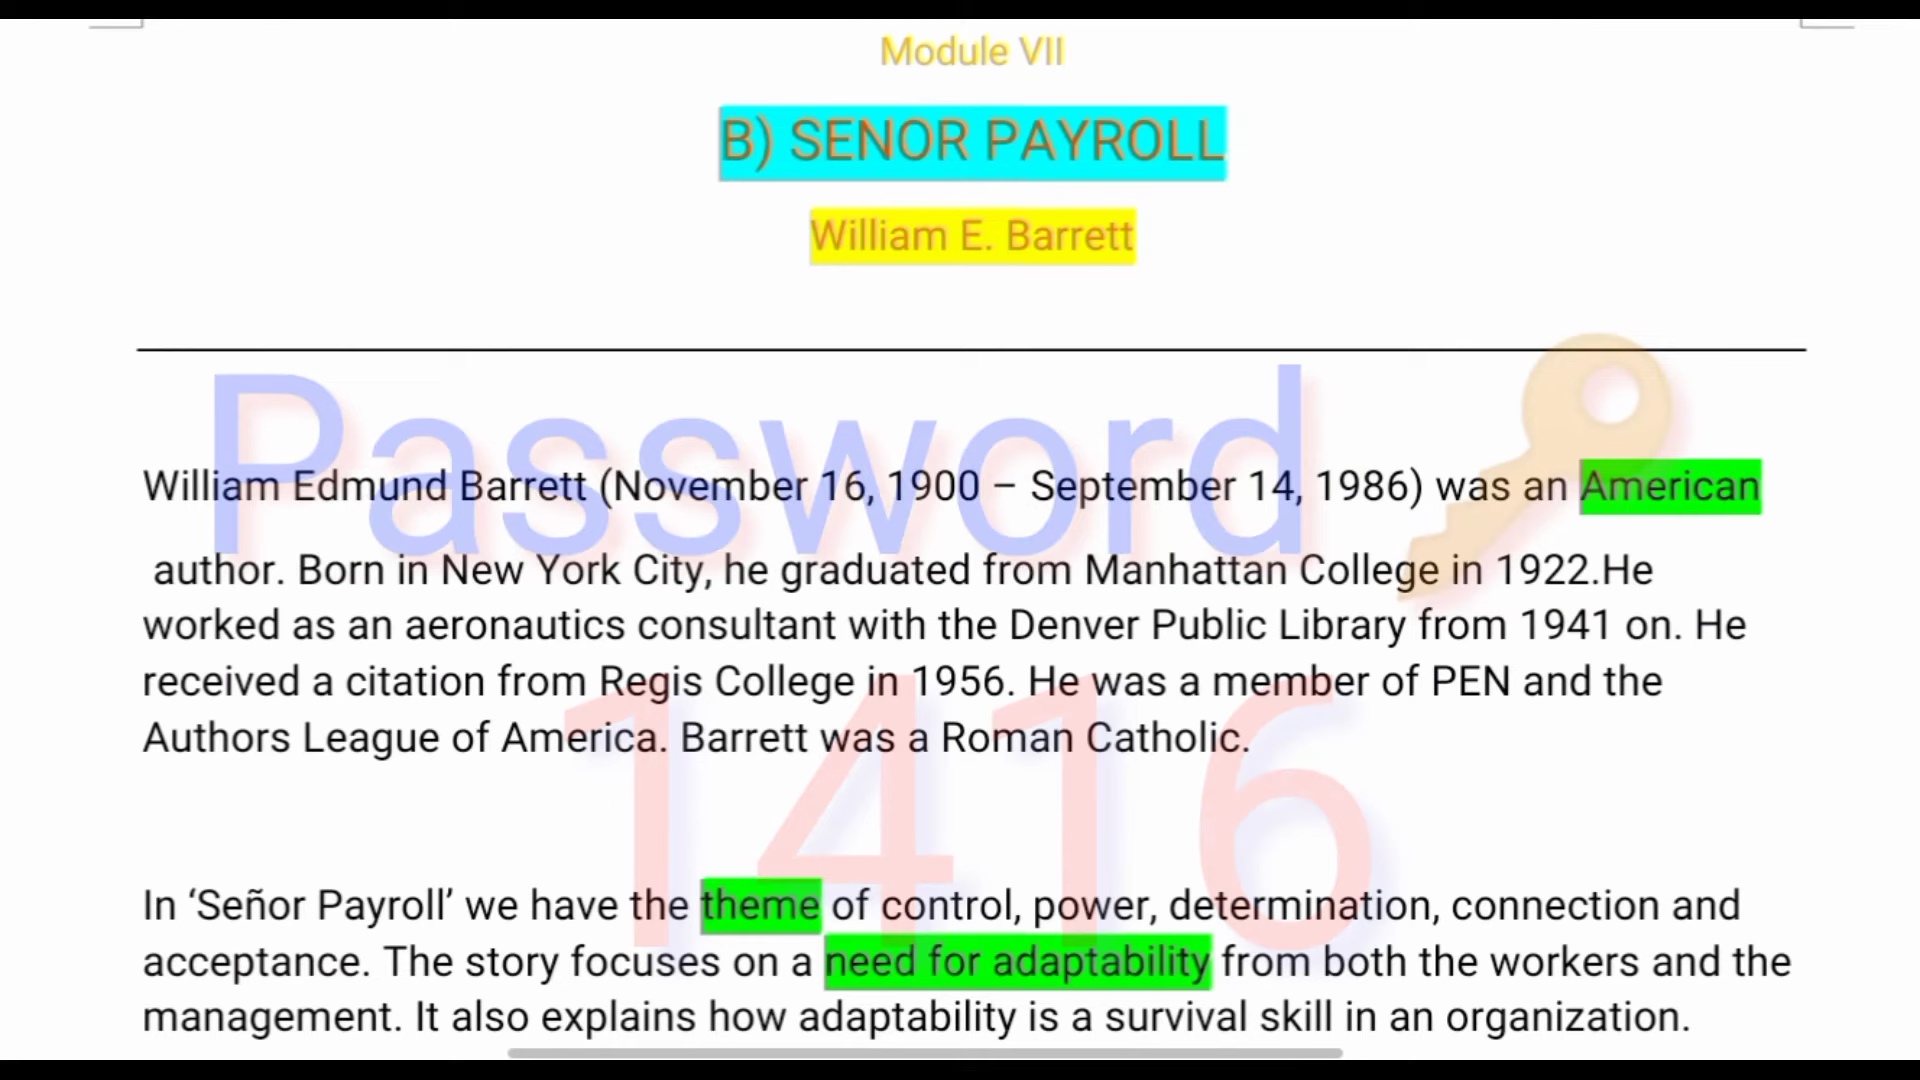 Module VII
B) SENOR PAYROLL
William E. Barrett
Password
William Edmund Barrett (November 16, 1900 – September 14, 1986) was an American
author. Born in New York City, he graduated from Manhattan College in 1922.He
worked as an aeronautics consultant with the Denver Public Library from 1941 on. He
received a citation from Regis College in 1956. He was a member of PEN and the
Authors League of America. Barrett was a Roman Catholic.
1416
In ‘Señor Payroll’ we have the theme of control, power, determination, connection and
acceptance. The story focuses on a need for adaptability from both the workers and the
management. It also explains how adaptability is a survival skill in an organization.